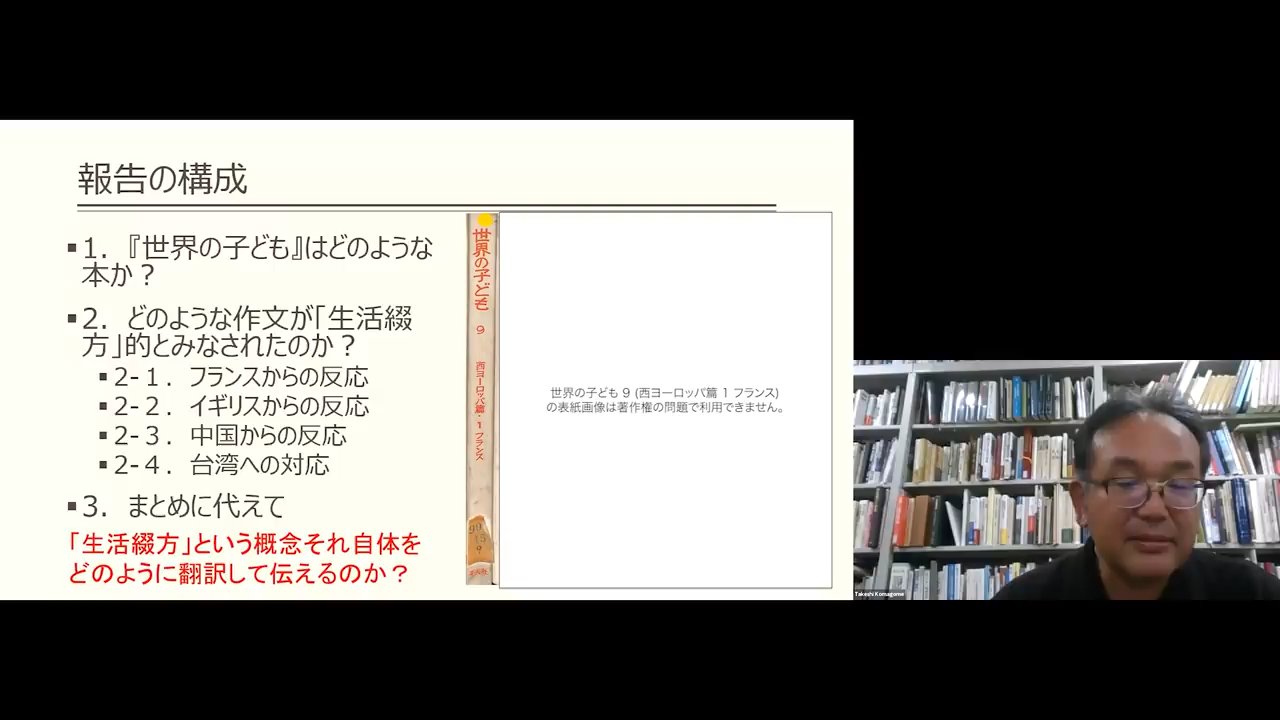 報告の構成
▪1. 『世界の子ども』はどのような
本か？
▪2. どのような作文が「生活綴
方」的とみなされたのか？
▪2-1. フランスからの反応
▪2-2. イギリスからの反応
▪2-3. 中国からの反応
▪2-4. 台湾への対応
▪3. まとめに代えて
「生活綴方」という概念それ自体を
どのように翻訳して伝えるのか？
世界の子ども
9
西ヨーロッパ篇・1 フランス
世界の子ども 9 (西ヨーロッパ篇 1 フランス)
の表紙画像は著作権の問題で利用できません。
Takeshi Komagome